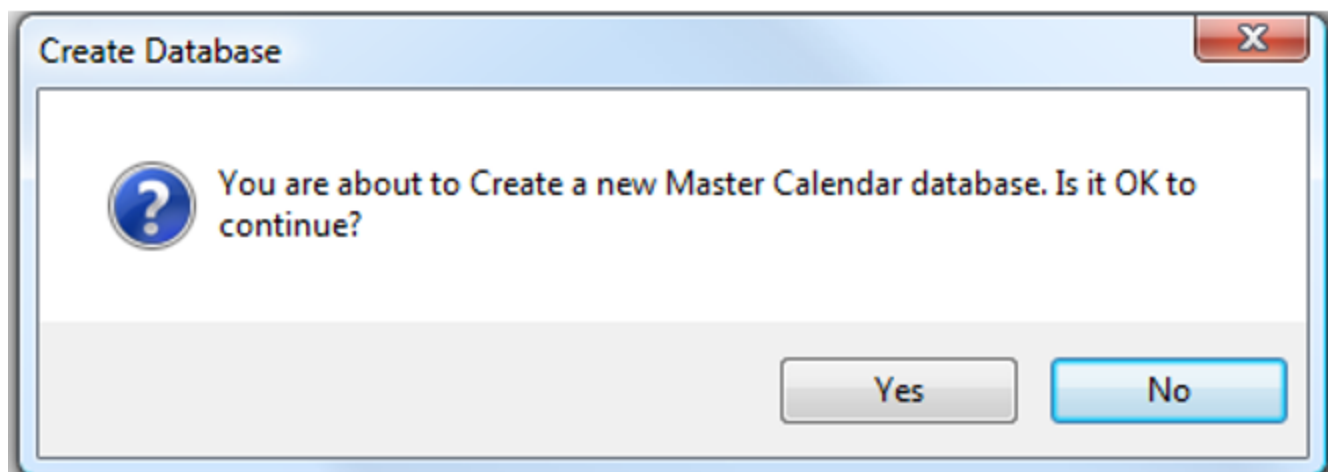 Create Database
You are about to Create a new Master Calendar database. Is it OK to
continue?
Yes
No